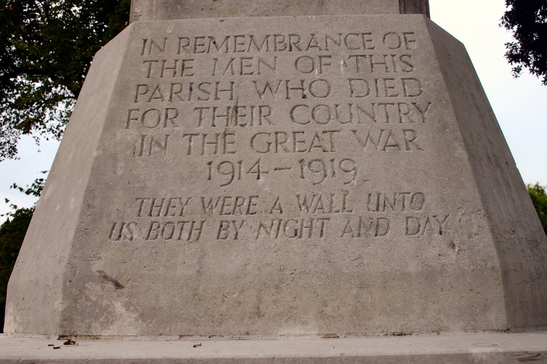 IN REMEMBRANCE OF
THE MEN OF THIS
PARISH WHO DIED
FOR THEIR COUNTRY
IN THE GREAT WAR
1914–1919
THEY WERE A WALL UNTO
US BOTH BY NIGHT AND DAY